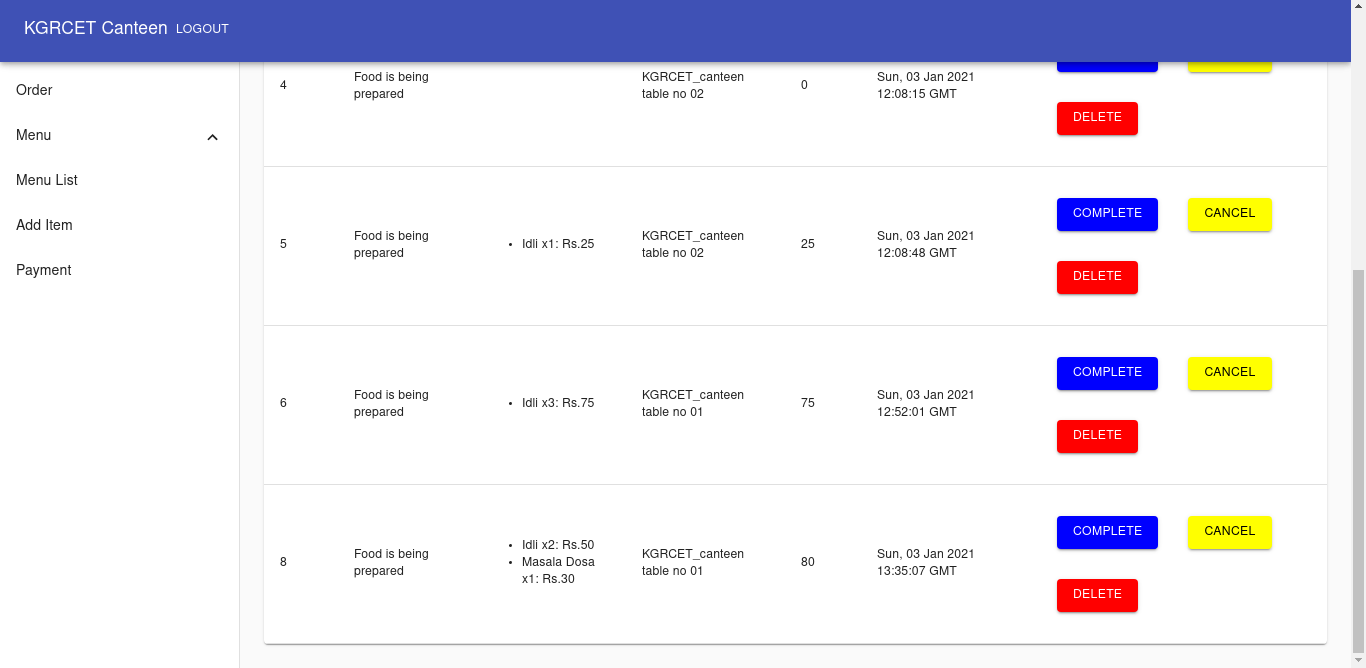 KGRCET Canteen LOGOUT
Order
Menu
Menu List
Add Item
Payment
4
Food is being
prepared
KGRCET_canteen
table no 02
0
Sun, 03 Jan 2021
12:08:15 GMT
DELETE
5
Food is being
prepared
• Idli x1: Rs.25
KGRCET_canteen
table no 02
25
Sun, 03 Jan 2021
12:08:48 GMT
COMPLETE
CANCEL
DELETE
6
Food is being
prepared
• Idli x3: Rs.75
KGRCET_canteen
table no 01
75
Sun, 03 Jan 2021
12:52:01 GMT
COMPLETE
CANCEL
DELETE
8
Food is being
prepared
• Idli x2: Rs.50
• Masala Dosa
x1: Rs.30
KGRCET_canteen
table no 01
80
Sun, 03 Jan 2021
13:35:07 GMT
COMPLETE
CANCEL
DELETE